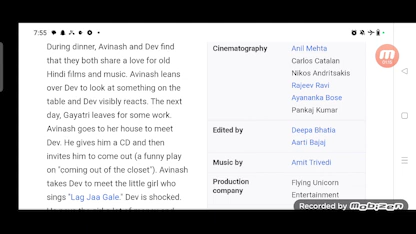 7:55
During dinner, Avinash and Dev find
that they both share a love for old
Hindi films and music. Avinash leans
over Dev to look at something on the
table and Dev visibly reacts. The next
day, Gayatri leaves for some work.
Avinash goes to her house to meet
Dev. He gives him a CD and then
invites him to come out (a funny play
on "coming out of the closet"). Avinash
takes Dev to meet the little girl who
sings "Lag Jaa Gale." Dev is shocked.
Cinematography
Anil Mehta
Carlos Catalan
Nikos Andritsakis
Rajeev Ravi
Ayananka Bose
Pankaj Kumar
Edited by
Deepa Bhatia
Aarti Bajaj
Music by
Amit Trivedi
Production
company
Flying Unicorn
Entertainment
Recorded by Mobizen